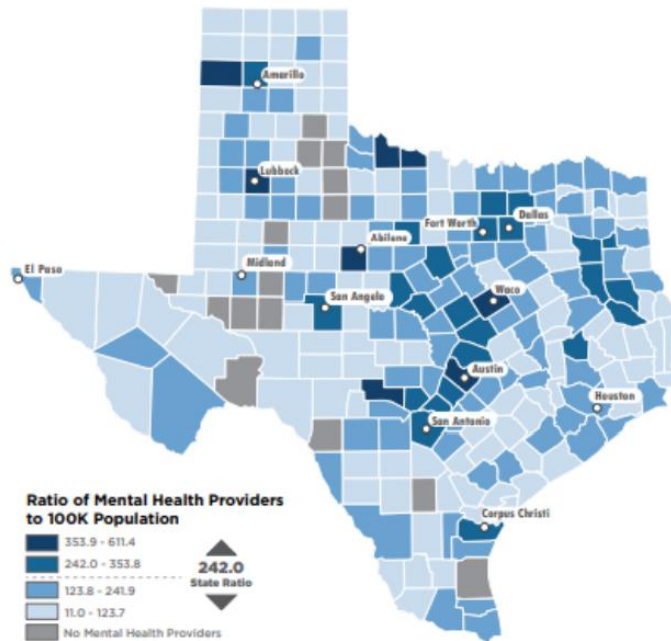 Amarillo
Lubbock
Fort Worth
Dallas
Abilene
El Paso
Midland
San Angelo
Waco
Austin
Houston
San Antonio
Corpus Christi
Ratio of Mental Health Providers
to 100K Population
353.9 - 611.4
242.0 - 353.8
242.0
State Ratio
123.8 - 241.9
11.0 - 123.7
No Mental Health Providers